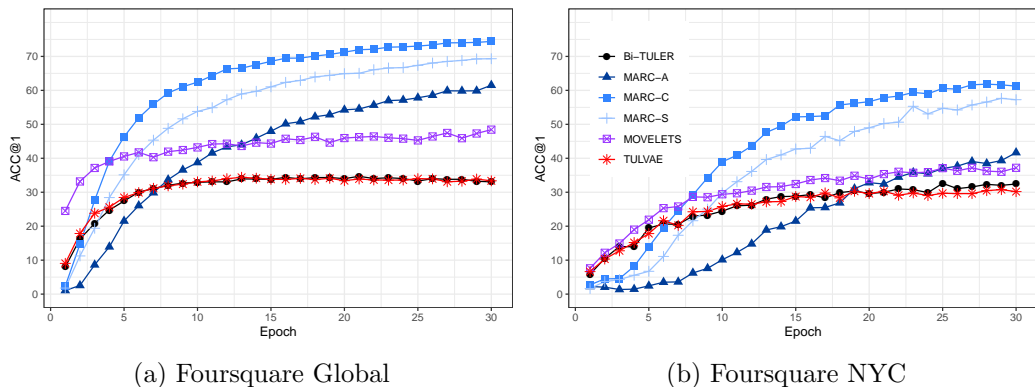 ACC@1
70
60
50
40
30
20
10
0
0 5 10 15 20 25 30
Epoch
(a) Foursquare Global
ACC@1
70
60
50
40
30
20
10
0
Bi−TULER
MARC−A
MARC−C
MARC−S
MOVELETS
TULVAE
0 5 10 15 20 25 30
Epoch
(b) Foursquare NYC